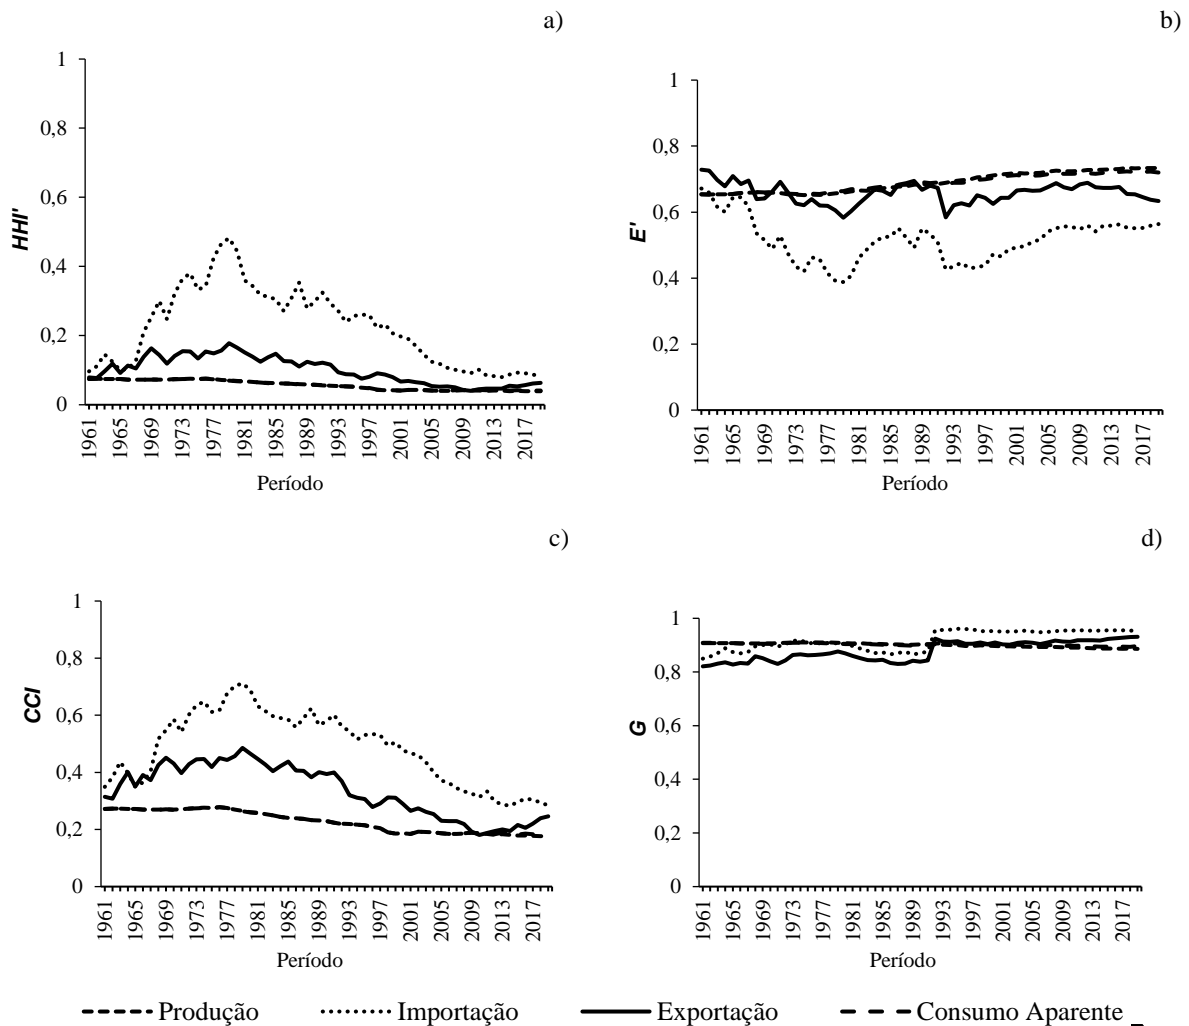 a)
1
0,8
0,6
0,4
0,2
0
HHI'
1961 1965 1969 1973 1977 1981 1985 1989 1993 1997 2001 2005 2009 2013 2017
Período
b)
1
0,8
0,6
0,4
0,2
0
E'
1961 1965 1969 1973 1977 1981 1985 1989 1993 1997 2001 2005 2009 2013 2017
Período
c)
1
0,8
0,6
0,4
0,2
0
CCI
1961 1965 1969 1973 1977 1981 1985 1989 1993 1997 2001 2005 2009 2013 2017
Período
d)
1
0,8
0,6
0,4
0,2
0
G
1961 1965 1969 1973 1977 1981 1985 1989 1993 1997 2001 2005 2009 2013 2017
Período
Produção Importação Exportação Consumo Aparente